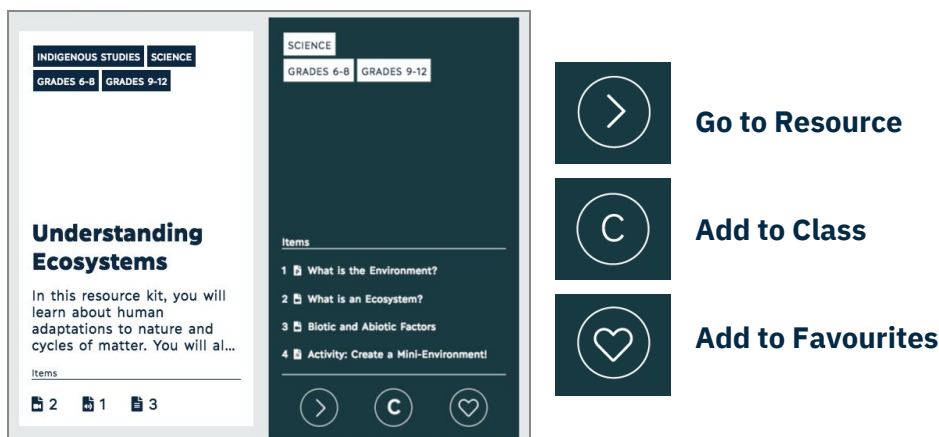 INDIGENOUS STUDIES SCIENCE
GRADES 6-8 GRADES 9-12
Understanding
Ecosystems
In this resource kit, you will
learn about human
adaptations to nature and
cycles of matter. You will al...
Items
2 1 3
SCIENCE
GRADES 6-8 GRADES 9-12
Items
1 What is the Environment?
2 What is an Ecosystem?
3 Biotic and Abiotic Factors
4 Activity: Create a Mini-Environment!
C
Go to Resource
C Add to Class
Add to Favourites